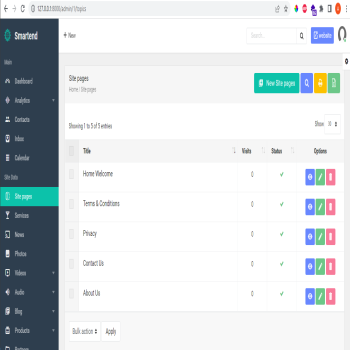 127.0.0.1:8000/admin/1/topics
Smartend
+ New
Search..
website
Main
Dashboard
Analytics
Contacts
Inbox
Calendar
Site Data
Site pages
Services
News
Photos
Videos
Audio
Blog
Products
Site pages
Home / Site pages
New Site pages
Showing 1 to 5 of 5 entries
Show 10
Title Visits Status Options
Home Welcome 0
Terms & Conditions 0
Privacy 0
Contact Us 0
About Us 0
Bulk action Apply